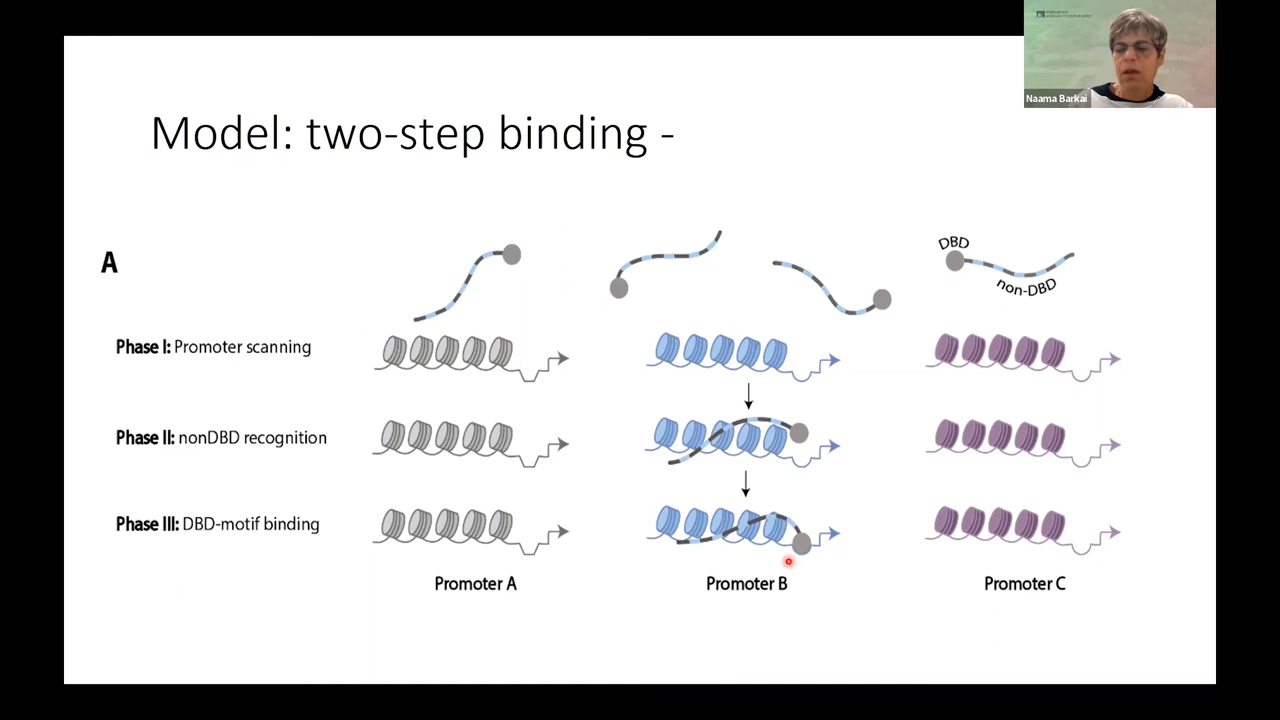 Naama Barkai
Model: two-step binding -
A
DBD
non-DBD
Phase I: Promoter scanning
Phase II: nonDBD recognition
Phase III: DBD-motif binding
Promoter A
Promoter B
Promoter C